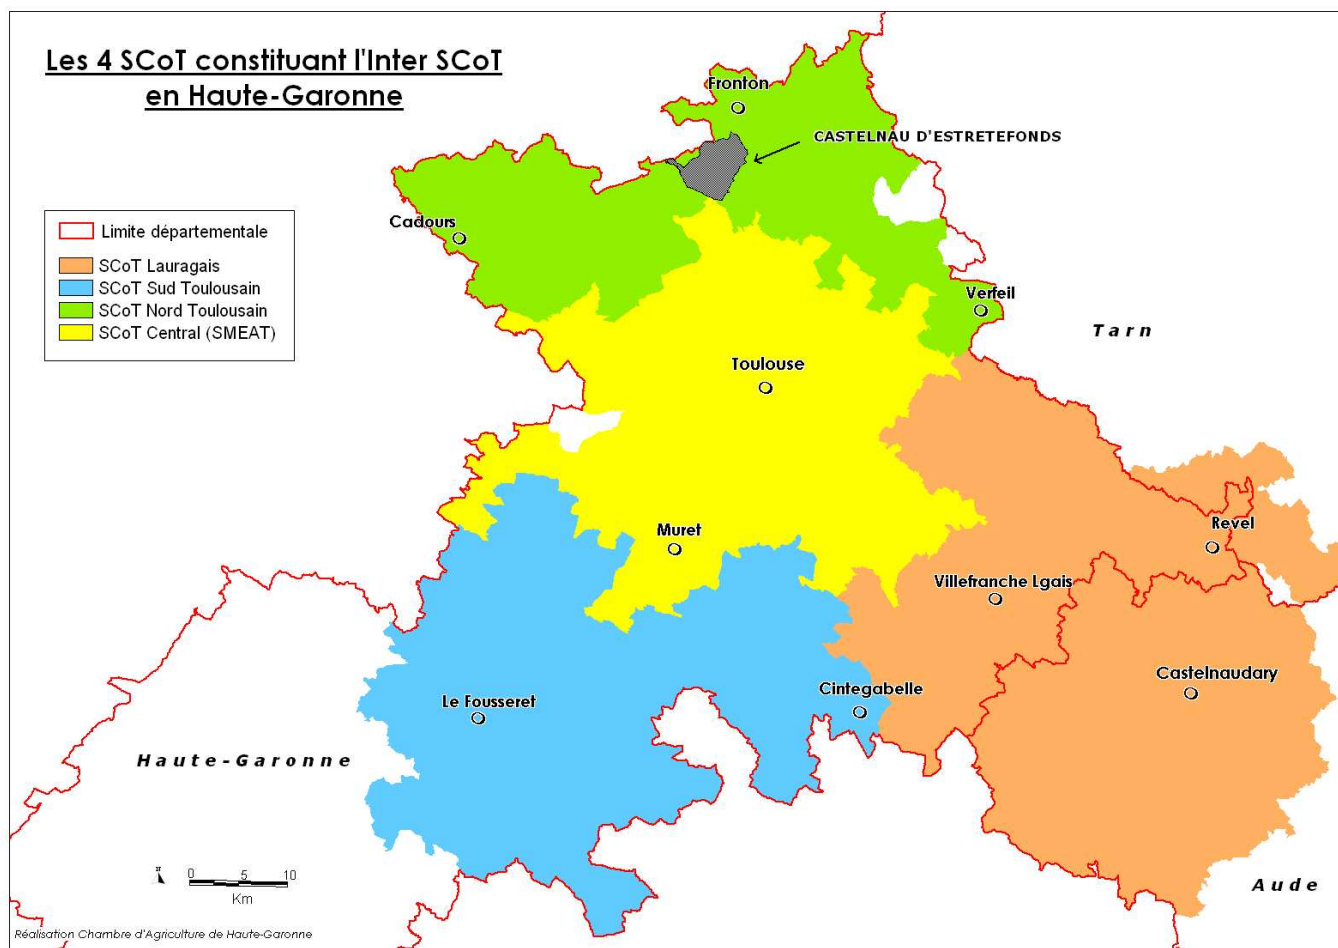 Les 4 SCoT constituant l'Inter SCoT
en Haute-Garonne
Fronton
CASTELNAU D'ESTRETEFONDS
Cadours
Limite départementale
SCoT Lauragais
SCoT Sud Toulousain
SCoT Nord Toulousain
SCoT Central (SMEAT)
Verfeil
Tarn
Toulouse
Revel
Muret
Villefranche Lgais
Castelnaudary
Cintegabelle
Le Fousseret
Haute-Garonne
0 5 10
Km
Aude
Réalisation Chambre d'Agriculture de Haute-Garonne